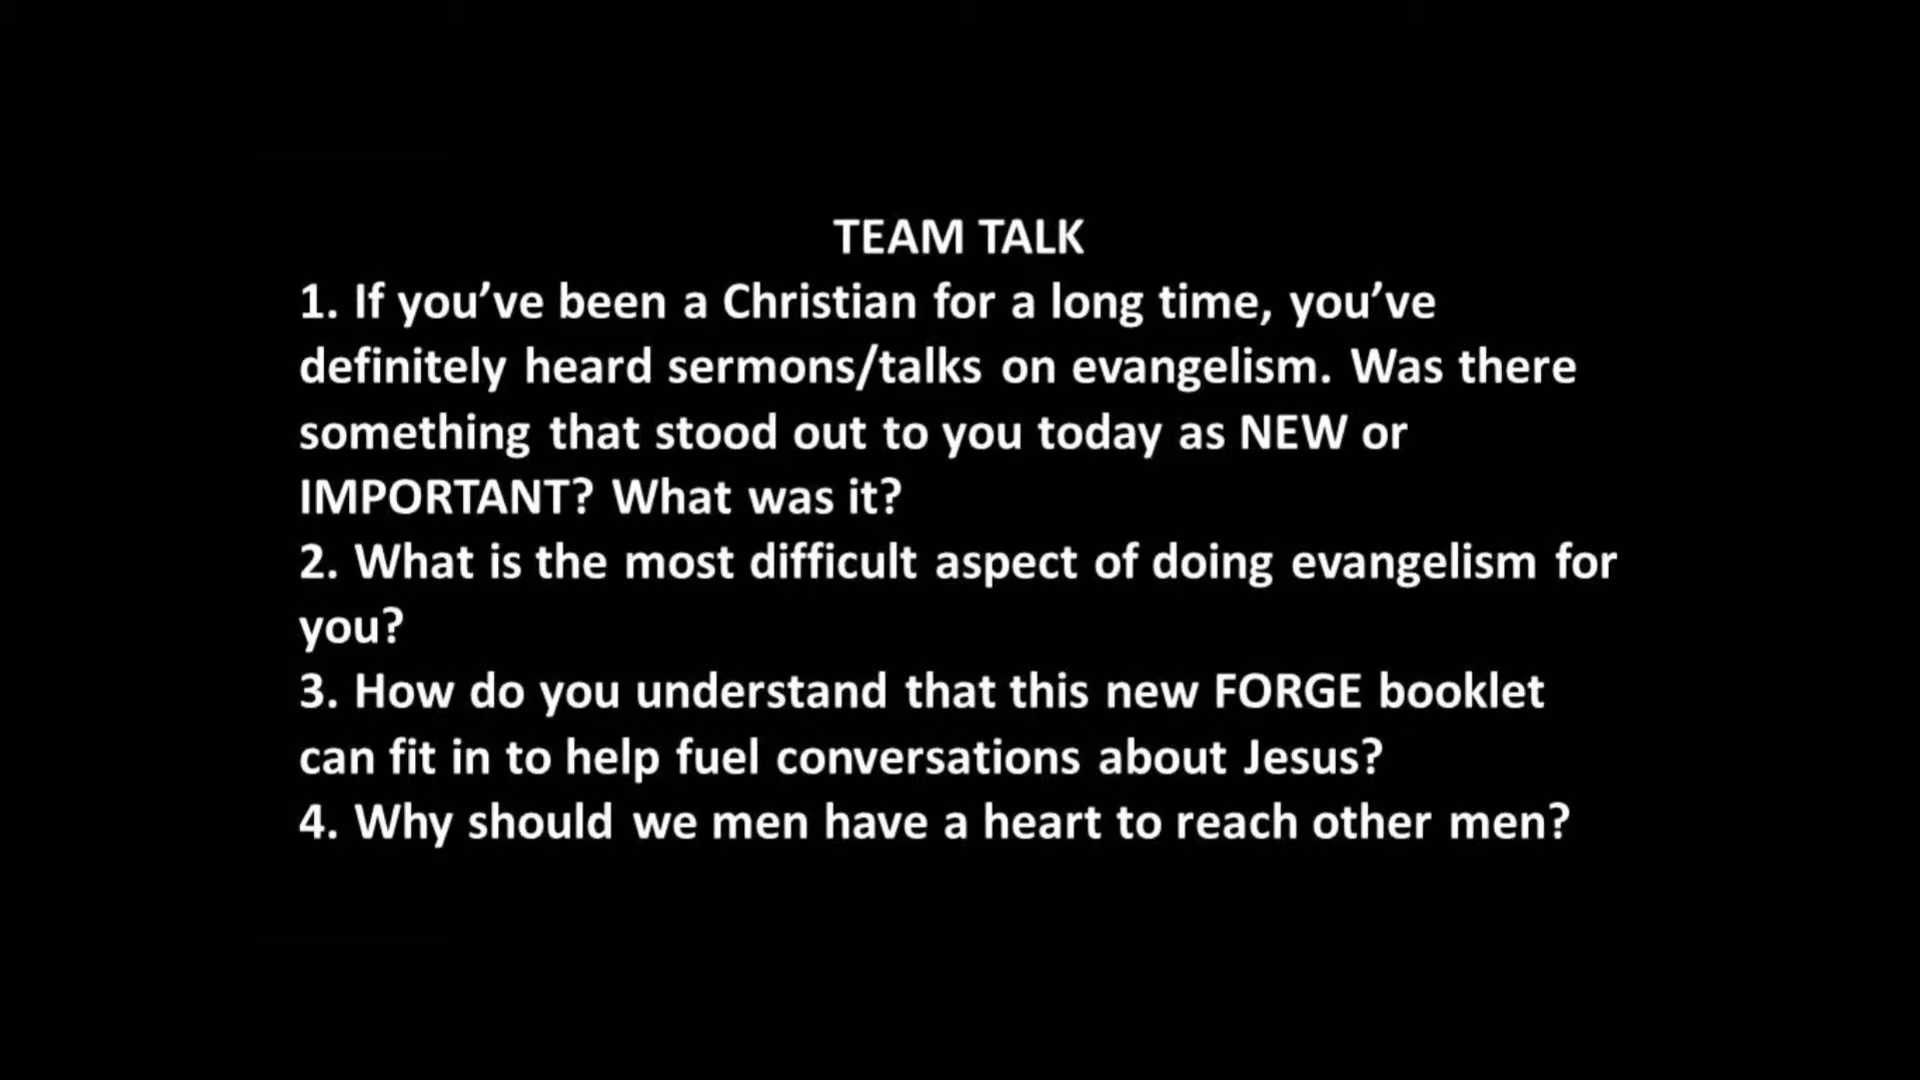 TEAM TALK
1. If you’ve been a Christian for a long time, you’ve
definitely heard sermons/talks on evangelism. Was there
something that stood out to you today as NEW or
IMPORTANT? What was it?
2. What is the most difficult aspect of doing evangelism for
you?
3. How do you understand that this new FORGE booklet
can fit in to help fuel conversations about Jesus?
4. Why should we men have a heart to reach other men?